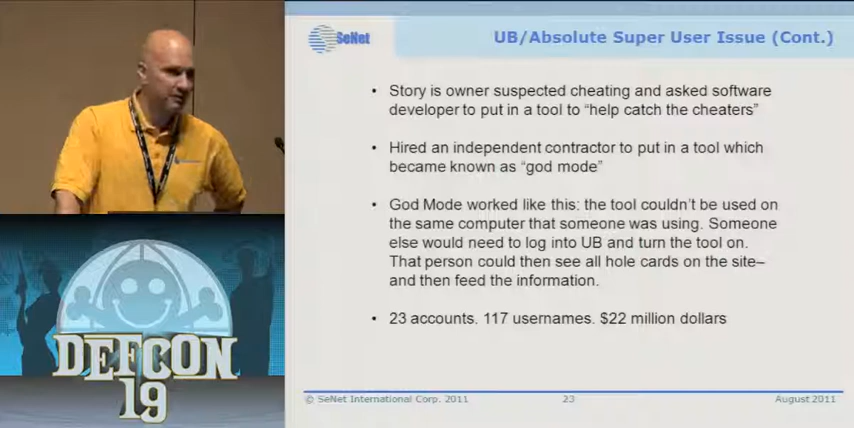 SeNet
UB/Absolute Super User Issue (Cont.)
• Story is owner suspected cheating and asked software
developer to put in a tool to “help catch the cheaters”
• Hired an independent contractor to put in a tool which
became known as “god mode”
• God Mode worked like this: the tool couldn’t be used on
the same computer that someone was using. Someone
else would need to log into UB and turn the tool on.
That person could then see all hole cards on the site–
and then feed the information.
• 23 accounts. 117 usernames. $22 million dollars
© SeNet International Corp. 2011
23
August 2011
DEFCON
19